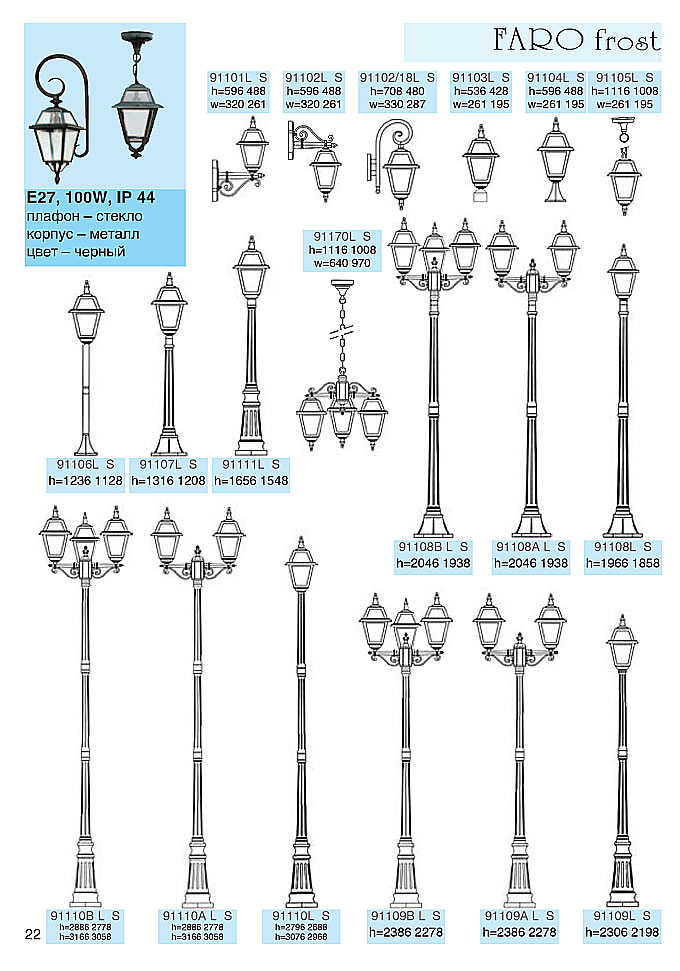 FARO frost
91101L S
h=596 488
w=320 261
91102L S
h=596 488
w=320 261
91102/18L S
h=708 480
w=330 287
91103L S
h=536 428
w=261 195
91104L S
h=596 488
w=261 195
91105L S
h=1116 1008
w=261 195
E27, 100W, IP 44
плафон – стекло
корпус – металл
цвет – черный
91170L S
h=1116 1008
w=640 970
91106L S
h=1236 1128
91107L S
h=1316 1208
91111L S
h=1656 1548
91108B L S
h=2046 1938
91108A L S
h=2046 1938
91108L S
h=1966 1858
91110B L S
h=2886 2778
h=3166 3058
91110A L S
h=2886 2778
h=3166 3058
91110L S
h=2796 2688
h=3076 2968
91109B L S
h=2386 2278
91109A L S
h=2386 2278
91109L S
h=2306 2198
22